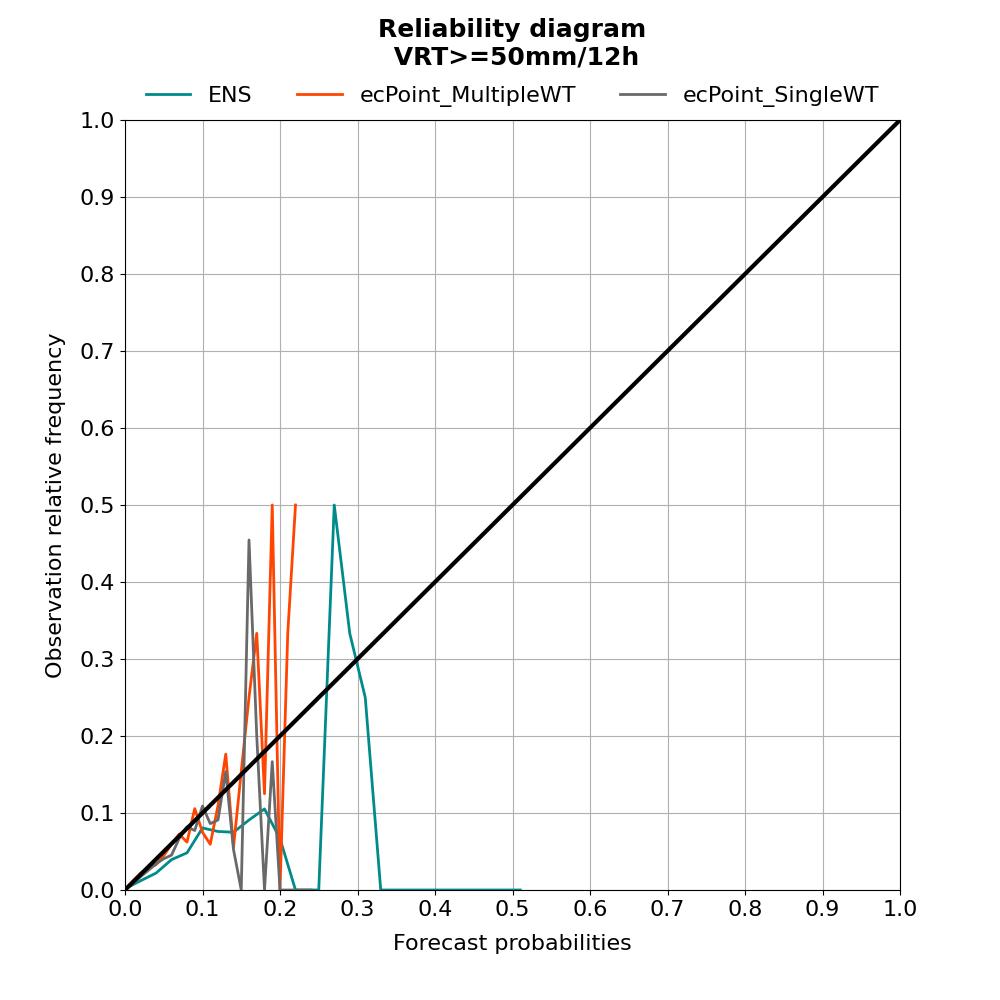 Reliability diagram
VRT>=50mm/12h
ENS ecPoint_MultipleWT ecPoint_SingleWT
1.0
0.9
0.8
0.7
0.6
0.5
0.4
0.3
0.2
0.1
0.0
Observation relative frequency
0.0 0.1 0.2 0.3 0.4 0.5 0.6 0.7 0.8 0.9 1.0
Forecast probabilities